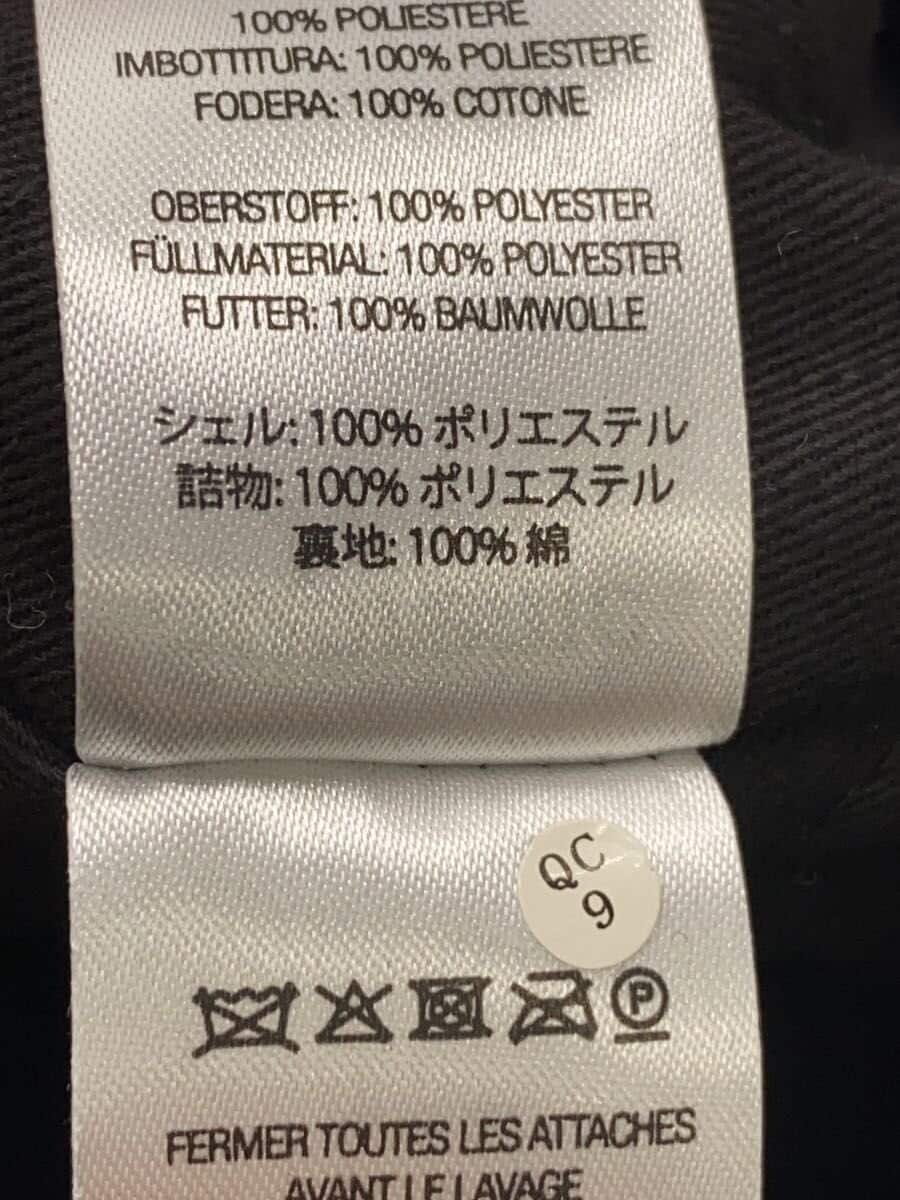 100% POLIESTERE
IMBOTTITURA: 100% POLIESTERE
FODERA: 100% COTONE
OBERSTOFF: 100% POLYESTER
FÜLLMATERIAL: 100% POLYESTER
FUTTER: 100% BAUMWOLLE
シェル: 100% ポリエステル
詰物: 100% ポリエステル
裏地: 100% 綿
QC
9
P
FERMER TOUTES LES ATTACHES
AVANT LE LAVAGE